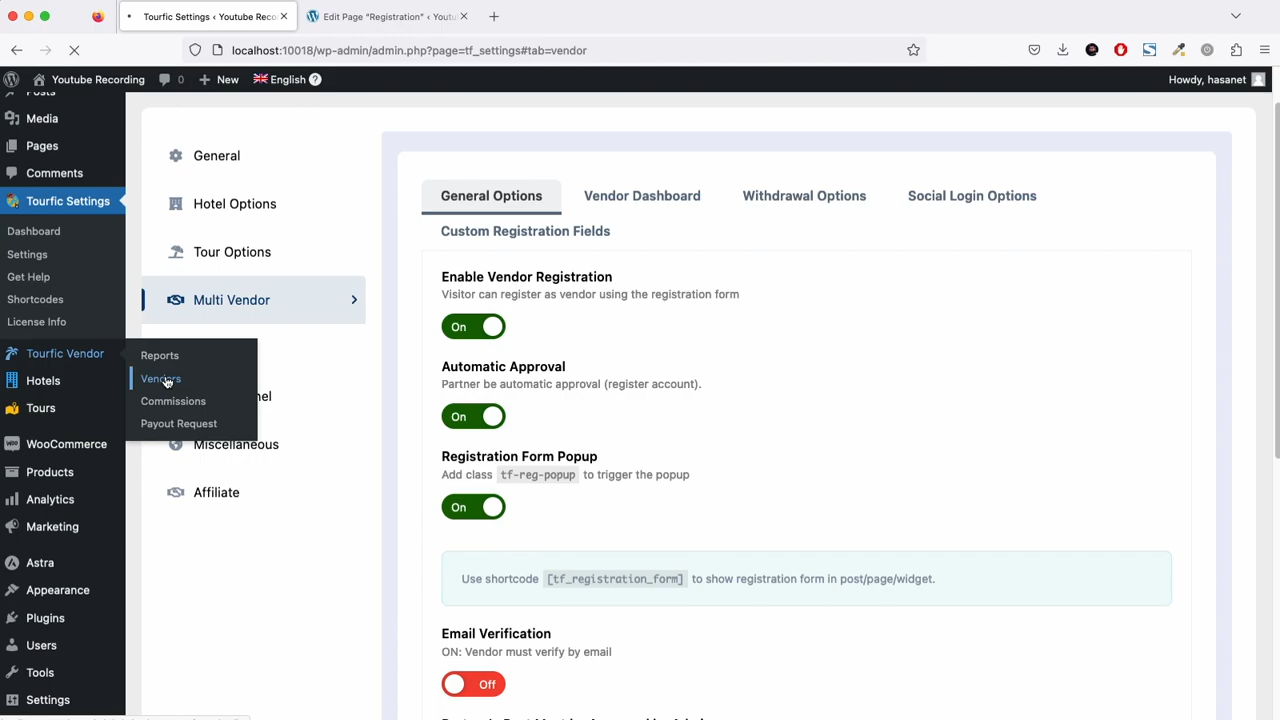 Tourfic Settings ‹ Youtube Reco
Edit Page "Registration" ‹ Youtu
localhost:10018/wp-admin/admin.php?page=tf_settings#tab=vendor
Youtube Recording
0
New
English
?
Howdy, hasanet
Posts
Media
Pages
Comments
Tourfic Settings
Dashboard
Settings
Get Help
Shortcodes
License Info
Tourfic Vendor
Hotels
Tours
WooCommerce
Products
Analytics
Marketing
Astra
Appearance
Plugins
Users
Tools
Settings
Reports
Vendors
Commissions
Payout Request
General
Hotel Options
Tour Options
Multi Vendor
Miscellaneous
Affiliate
General Options
Vendor Dashboard
Withdrawal Options
Social Login Options
Custom Registration Fields
Enable Vendor Registration
Visitor can register as vendor using the registration form
On
Automatic Approval
Partner be automatic approval (register account).
On
Registration Form Popup
Add class tf-reg-popup to trigger the popup
On
Use shortcode [tf_registration_form] to show registration form in post/page/widget.
Email Verification
ON: Vendor must verify by email
Off